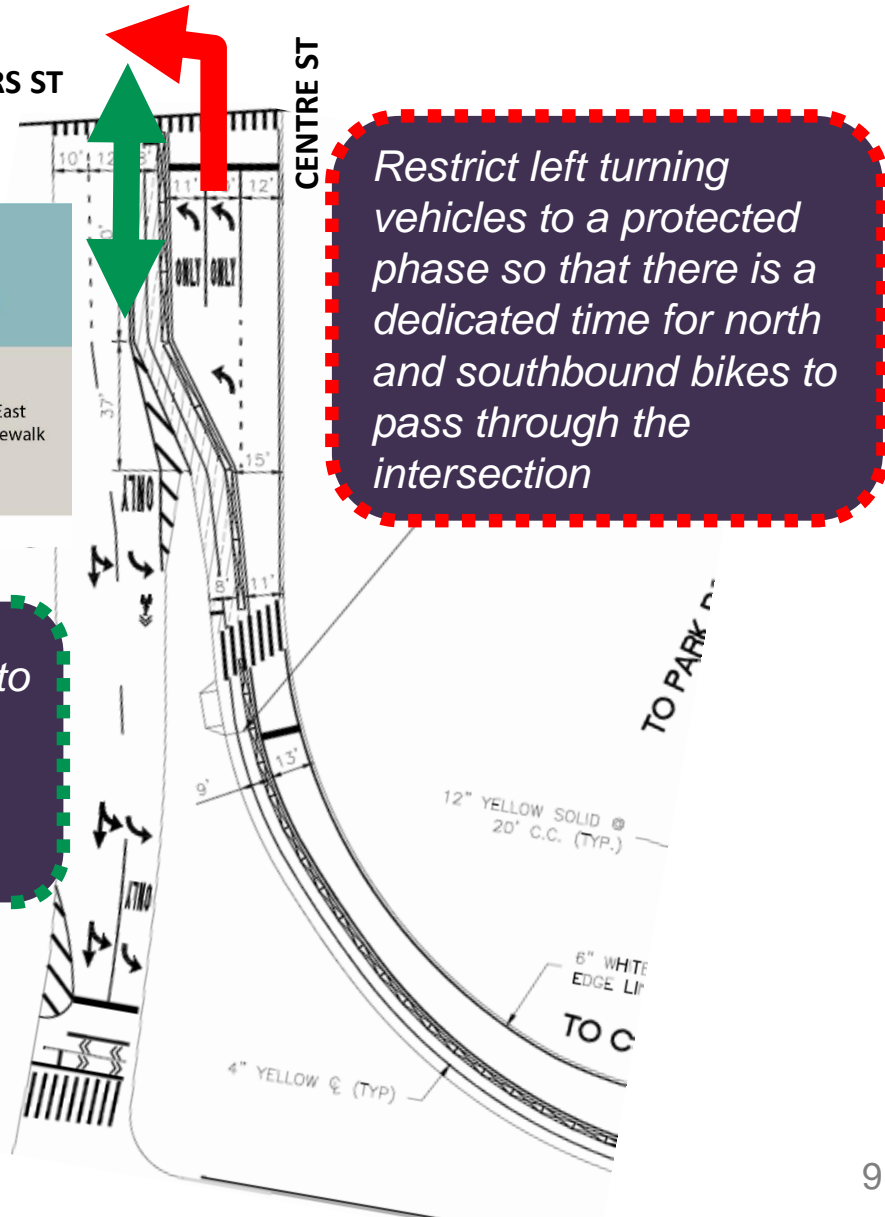 RS ST
CENTRE ST
10'
11'
12'
ONLY
ONLY
Restrict left turning
vehicles to a protected
phase so that there is a
dedicated time for north
and southbound bikes to
pass through the
intersection
East
ewalk
37'
15'
ONLY
8'
11'
to
TO PARK
13'
9'
12" YELLOW SOLID @
20' C.C. (TYP.)
ONLY
6" WHITE
EDGE LI
TO C
4" YELLOW ℄ (TYP)
9